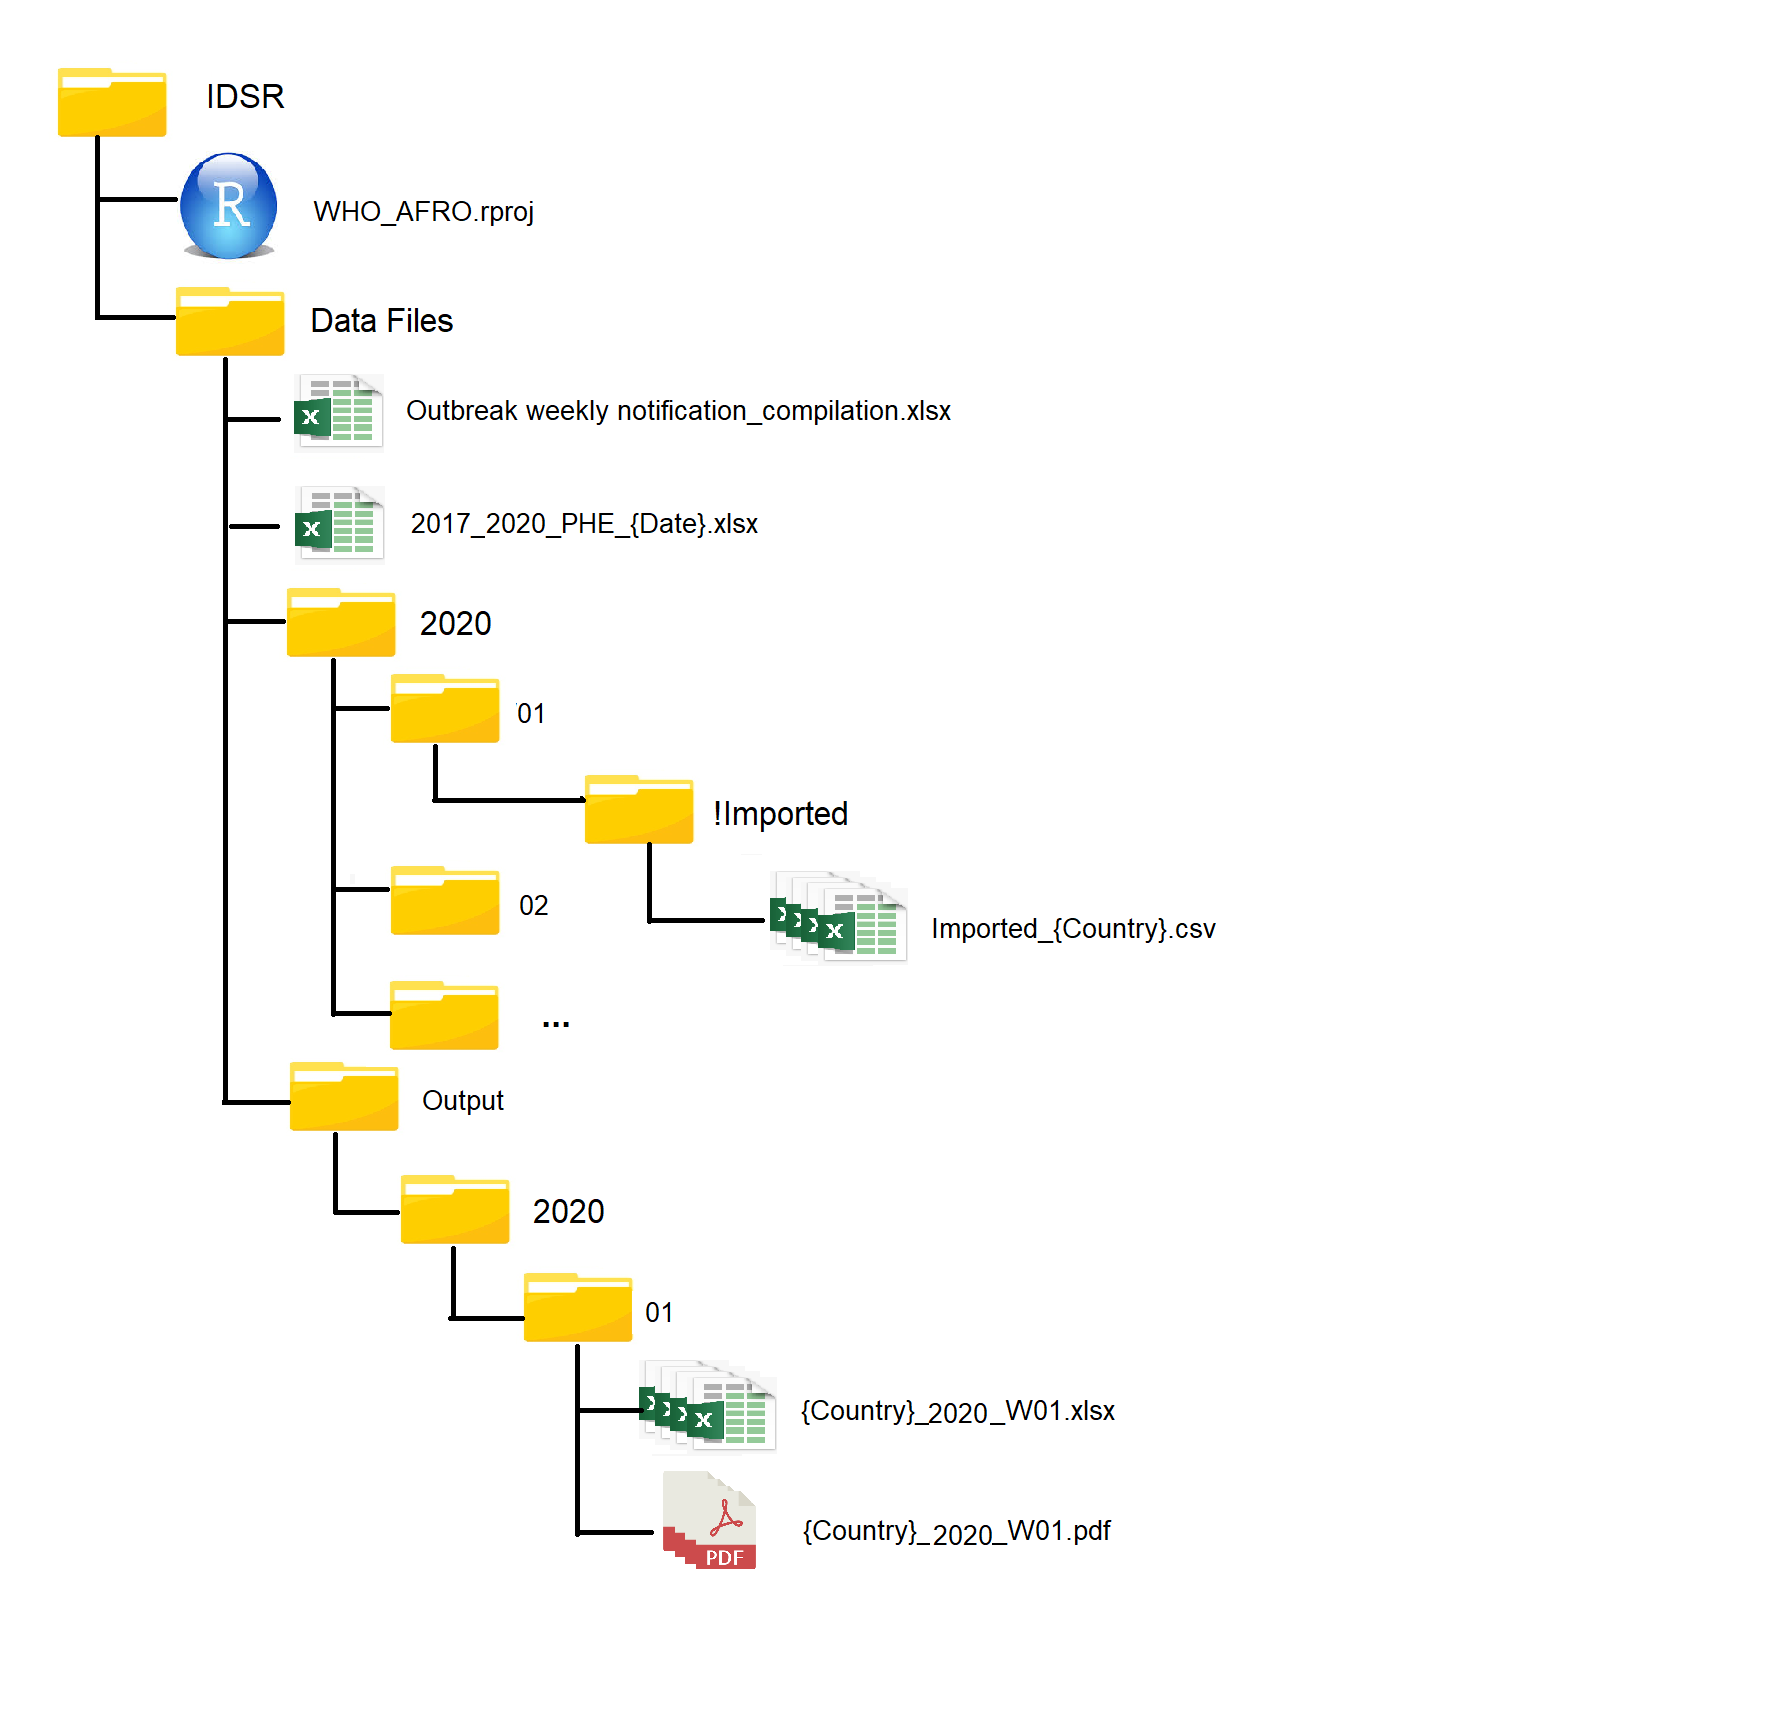 IDSR
R
WHO_AFRO.rproj
Data Files
X
Outbreak weekly notification_compilation.xlsx
X
2017_2020_PHE_{Date}.xlsx
2020
01
!Imported
02
X X X X
Imported_{Country}.csv
...
Output
2020
01
X X X X
{Country}_2020_W01.xlsx
PDF
{Country}_2020_W01.pdf